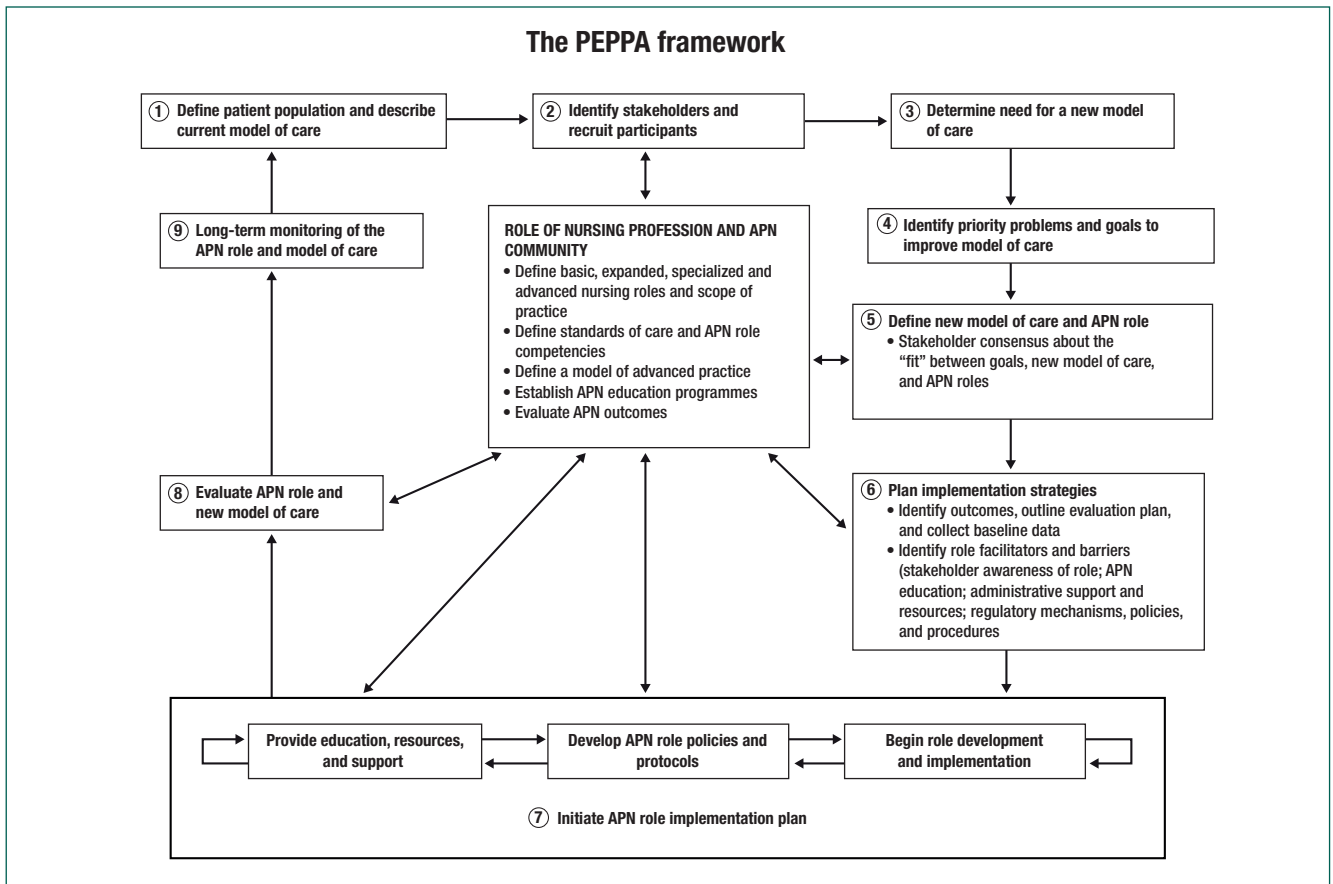 The PEPPA framework
1 Define patient population and describe
current model of care
2 Identify stakeholders and
recruit participants
3 Determine need for a new model
of care
4 Identify priority problems and goals to
improve model of care
5 Define new model of care and APN role
• Stakeholder consensus about the
“fit” between goals, new model of care,
and APN roles
6 Plan implementation strategies
• Identify outcomes, outline evaluation plan,
and collect baseline data
• Identify role facilitators and barriers
(stakeholder awareness of role; APN
education; administrative support and
resources; regulatory mechanisms, policies,
and procedures
ROLE OF NURSING PROFESSION AND APN
COMMUNITY
• Define basic, expanded, specialized and
advanced nursing roles and scope of
practice
• Define standards of care and APN role
competencies
• Define a model of advanced practice
• Establish APN education programmes
• Evaluate APN outcomes
Provide education, resources,
and support
Develop APN role policies and
protocols
Begin role development
and implementation
7 Initiate APN role implementation plan
8 Evaluate APN role and
new model of care
9 Long-term monitoring of the
APN role and model of care